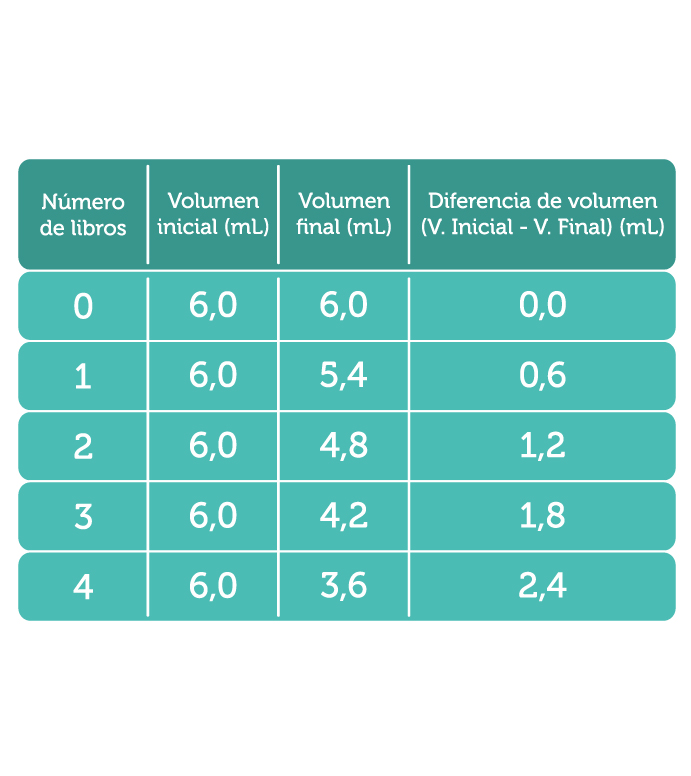 Número de libros
Volumen inicial (mL)
Volumen final (mL)
Diferencia de volumen (V. Inicial - V. Final) (mL)
0 6,0 6,0 0,0
1 6,0 5,4 0,6
2 6,0 4,8 1,2
3 6,0 4,2 1,8
4 6,0 3,6 2,4